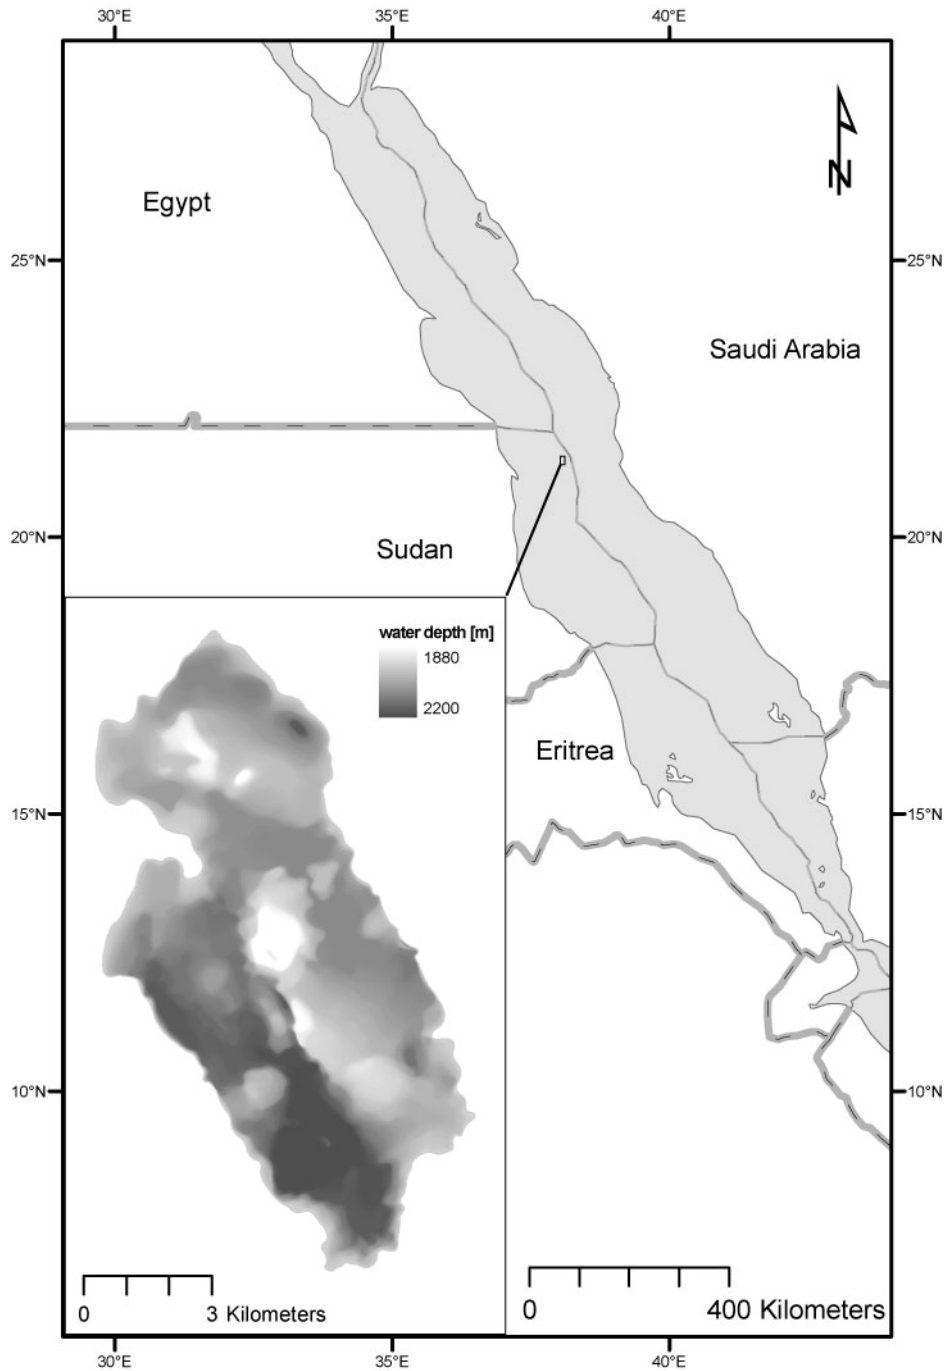 30°E 35°E 40°E
N
Egypt
25°N 25°N
Saudi Arabia
20°N 20°N
Sudan
water depth [m]
1880
2200
Eritrea
15°N 15°N
10°N 10°N
0 3 Kilometers
0 400 Kilometers
30°E 35°E 40°E